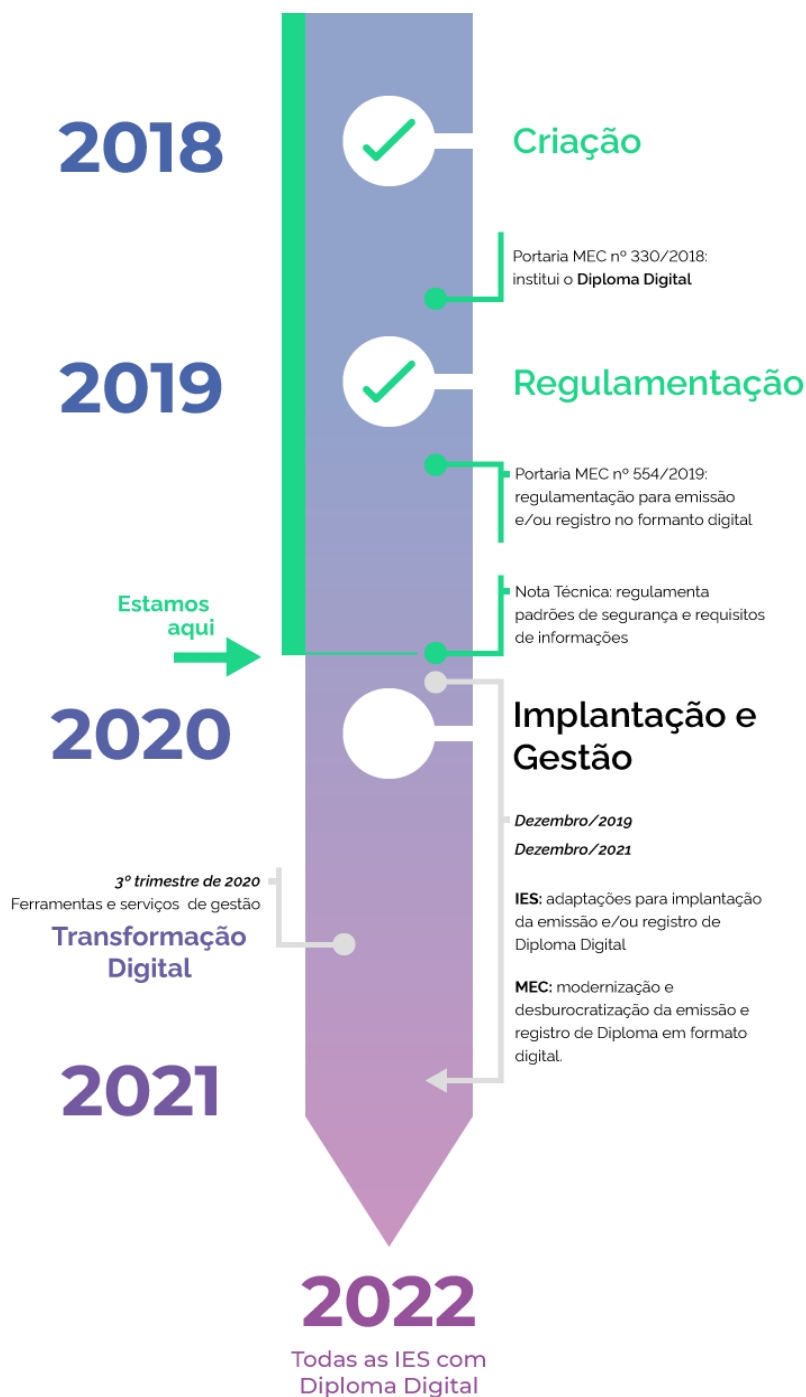 2018
Criação
Portaria MEC nº 330/2018:
institui o Diploma Digital
2019
Regulamentação
Portaria MEC nº 554/2019:
regulamentação para emissão
e/ou registro no formanto digital
Nota Técnica: regulamenta
padrões de segurança e requisitos
de informações
Estamos
aqui
2020
Implantação e
Gestão
Dezembro/2019
Dezembro/2021
IES: adaptações para implantação
da emissão e/ou registro de
Diploma Digital
MEC: modernização e
desburocratização da emissão e
registro de Diploma em formato
digital.
3º trimestre de 2020
Ferramentas e serviços de gestão
Transformação
Digital
2021
2022
Todas as IES com
Diploma Digital